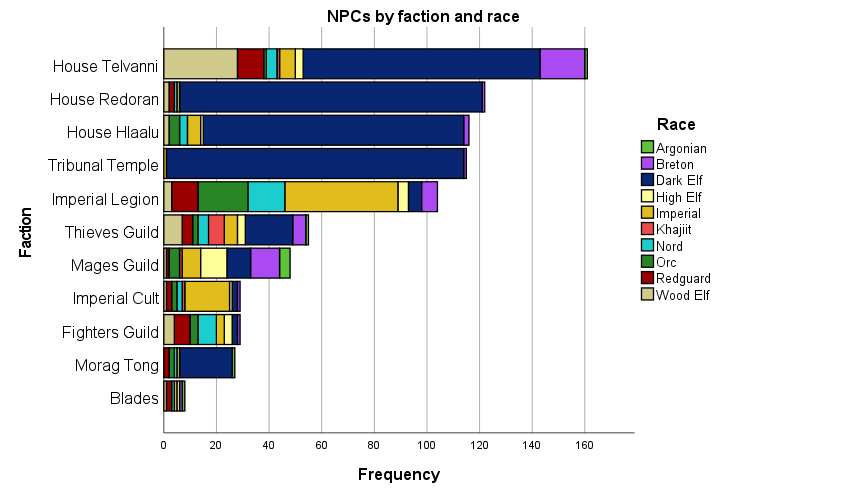 NPCs by faction and race
Faction
House Telvanni
House Redoran
House Hlaalu
Tribunal Temple
Imperial Legion
Thieves Guild
Mages Guild
Imperial Cult
Fighters Guild
Morag Tong
Blades
0 20 40 60 80 100 120 140 160
Frequency
Race
Argonian
Breton
Dark Elf
High Elf
Imperial
Khajiit
Nord
Orc
Redguard
Wood Elf